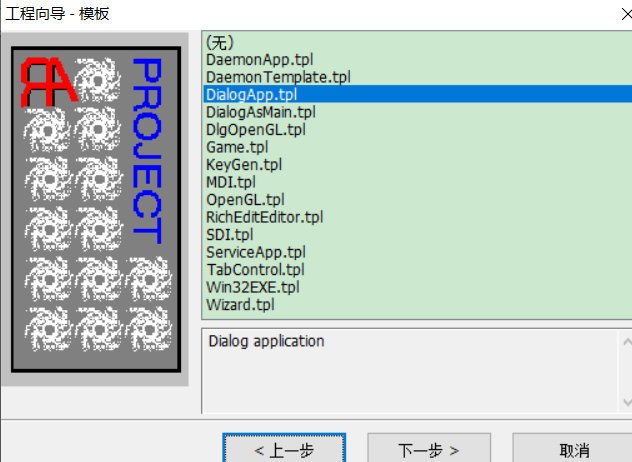 工程向导 - 模板
RA
PROJECT
(无)
DaemonApp.tpl
DaemonTemplate.tpl
DialogApp.tpl
DialogAsMain.tpl
DlgOpenGL.tpl
Game.tpl
KeyGen.tpl
MDI.tpl
OpenGL.tpl
RichEditEditor.tpl
SDI.tpl
ServiceApp.tpl
TabControl.tpl
Win32EXE.tpl
Wizard.tpl
Dialog application
< 上一步
下一步 >
取消